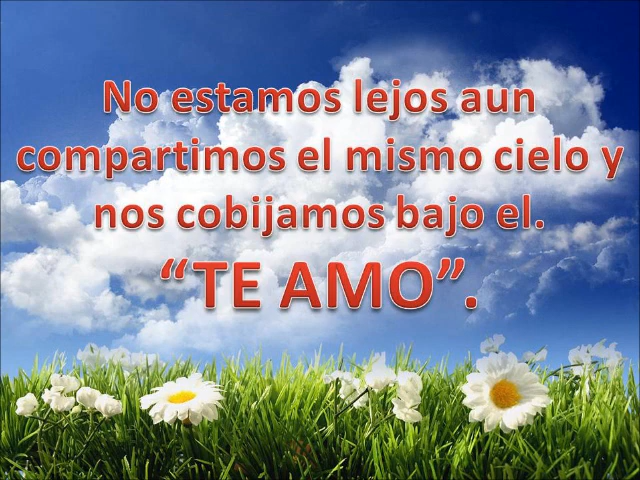 No estamos lejos aun
compartimos el mismo cielo y
nos cobijamos bajo el.
“TE AMO”.